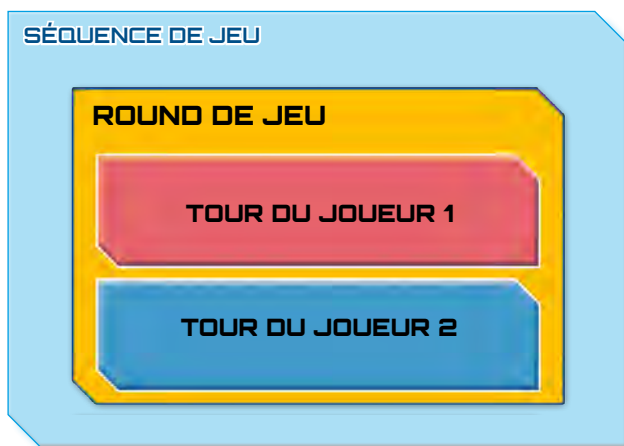 SÉQUENCE DE JEU
ROUND DE JEU
TOUR DU JOUEUR 1
TOUR DU JOUEUR 2